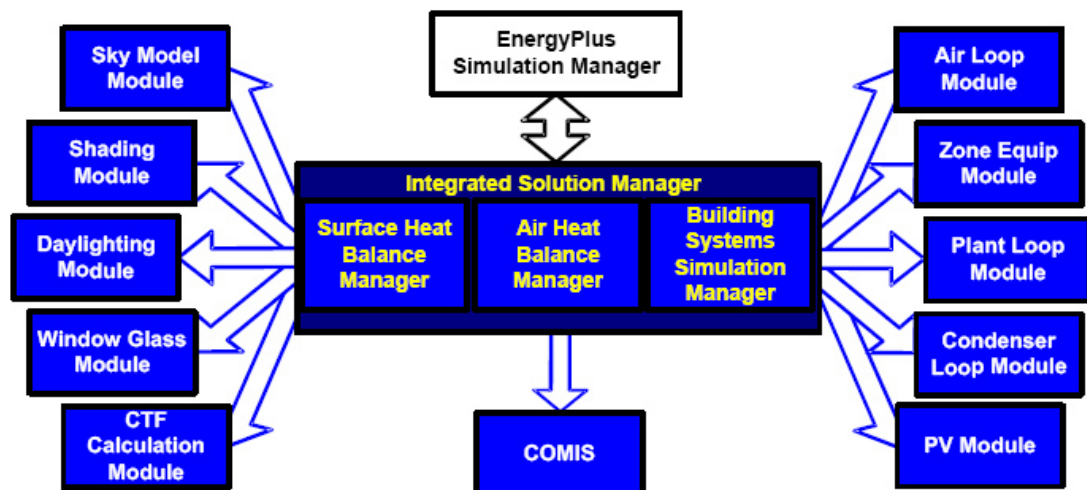 EnergyPlus
Simulation Manager
Sky Model
Module
Shading
Module
Daylighting
Module
Window Glass
Module
CTF
Calculation
Module
Integrated Solution Manager
Surface Heat
Balance
Manager
Air Heat
Balance
Manager
Building
Systems
Simulation
Manager
COMIS
Air Loop
Module
Zone Equip
Module
Plant Loop
Module
Condenser
Loop Module
PV Module